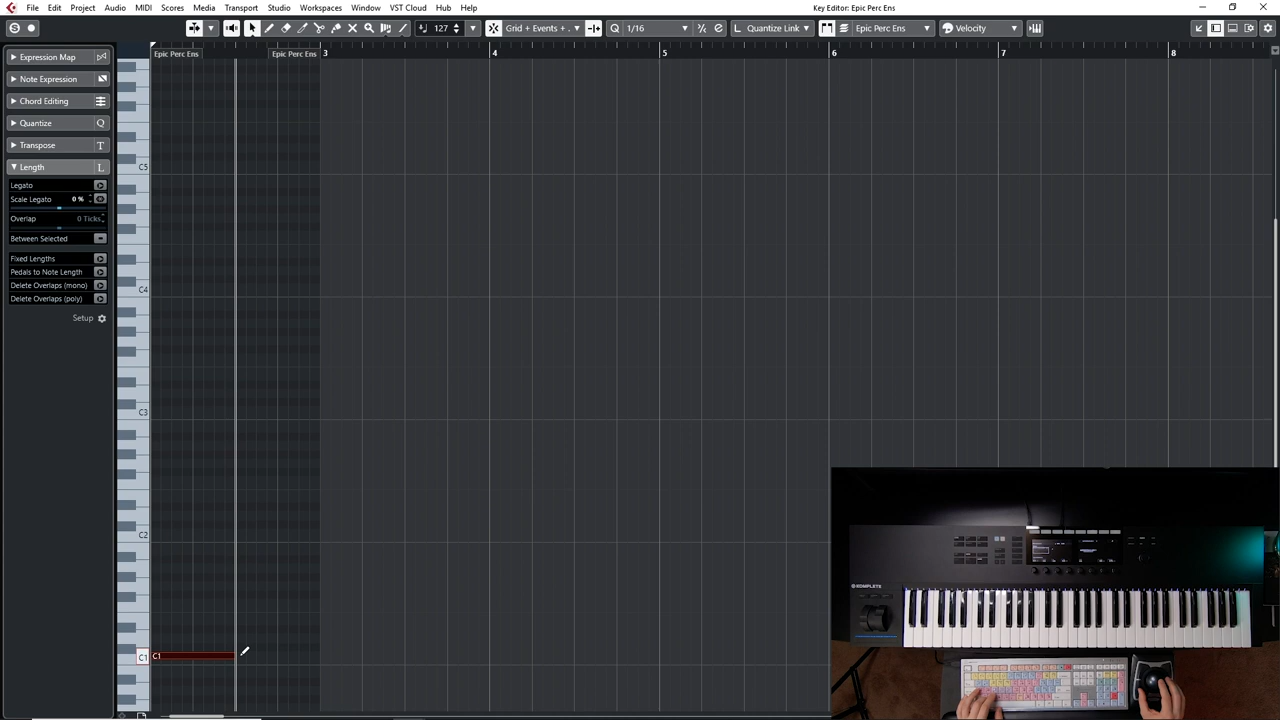 Edit Project Audio MIDI Scores Media Transport Studio Workspaces Window VST Cloud Hub Help
File
Key Editor: Epic Perc Ens
S 127 Grid + Events + . Q 1/16 L Quantize Link Epic Perc Ens Velocity
Epic Perc Ens Epic Perc Ens 3 4 5 6 7 8
Expression Map
Note Expression
Chord Editing
Quantize Q
Transpose T
Length L
Legato
Scale Legato 0 %
Overlap 0 Ticks
Between Selected
Fixed Lengths
Pedals to Note Length
Delete Overlaps (mono)
Delete Overlaps (poly)
Setup
C5
C4
C3
C2
C1 C1
KOMPLETE